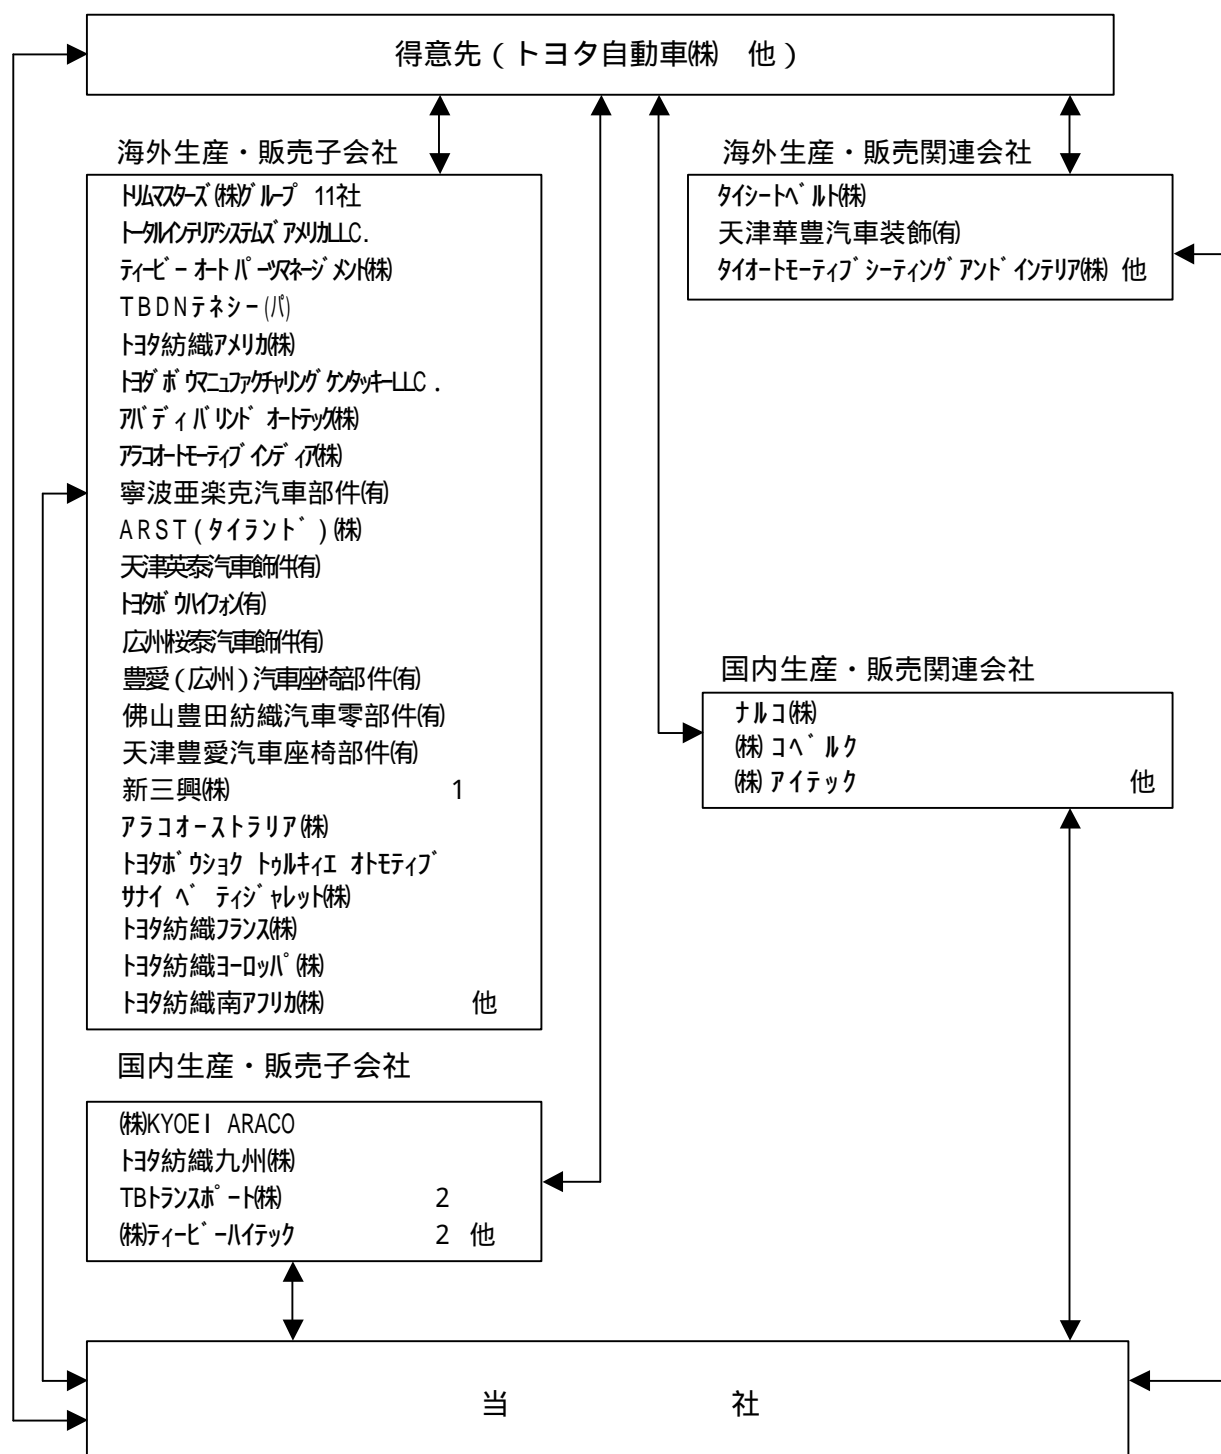 得意先(トヨタ自動車㈱　他)
海外生産・販売子会社
トリムマスターズ㈱グループ 11社
トータルインテリアシステムズ アメリカLLC.
ティービー オート パーツマネージメント㈱
TBDNテネシー(パ)
トヨタ紡織アメリカ㈱
トヨダボウマニュファクチャリング ケンタッキーLLC.
アバディバリンド オートテック㈱
アラコオートモーティブ インディア㈱
寧波亜楽克汽車部件㈲
ARST(タイランド)㈱
天津英泰汽車飾件㈲
トヨタボウハイフォン㈲
広州桜泰汽車飾件㈲
豊愛(広州)汽車座椅部件㈲
佛山豊田紡織汽車零部件㈲
天津豊愛汽車座椅部件㈲
新三興㈱ 1
アラコオーストラリア㈱
トヨタボウショク トゥルキィエ オトモティブ
サナイ ベ ティジャレット㈱
トヨタ紡織フランス㈱
トヨタ紡織ヨーロッパ㈱
トヨタ紡織南アフリカ㈱ 他
海外生産・販売関連会社
タイシートベルト㈱
天津華豊汽車装飾㈲
タイオートモーティブ シーティング アンド インテリア㈱ 他
国内生産・販売関連会社
ナルコ㈱
㈱コベルク
㈱アイテック 他
国内生産・販売子会社
㈱KYOEI ARACO
トヨタ紡織九州㈱
TBトランスポート㈱ 2
㈱ティービーハイテック 2 他
当　　社